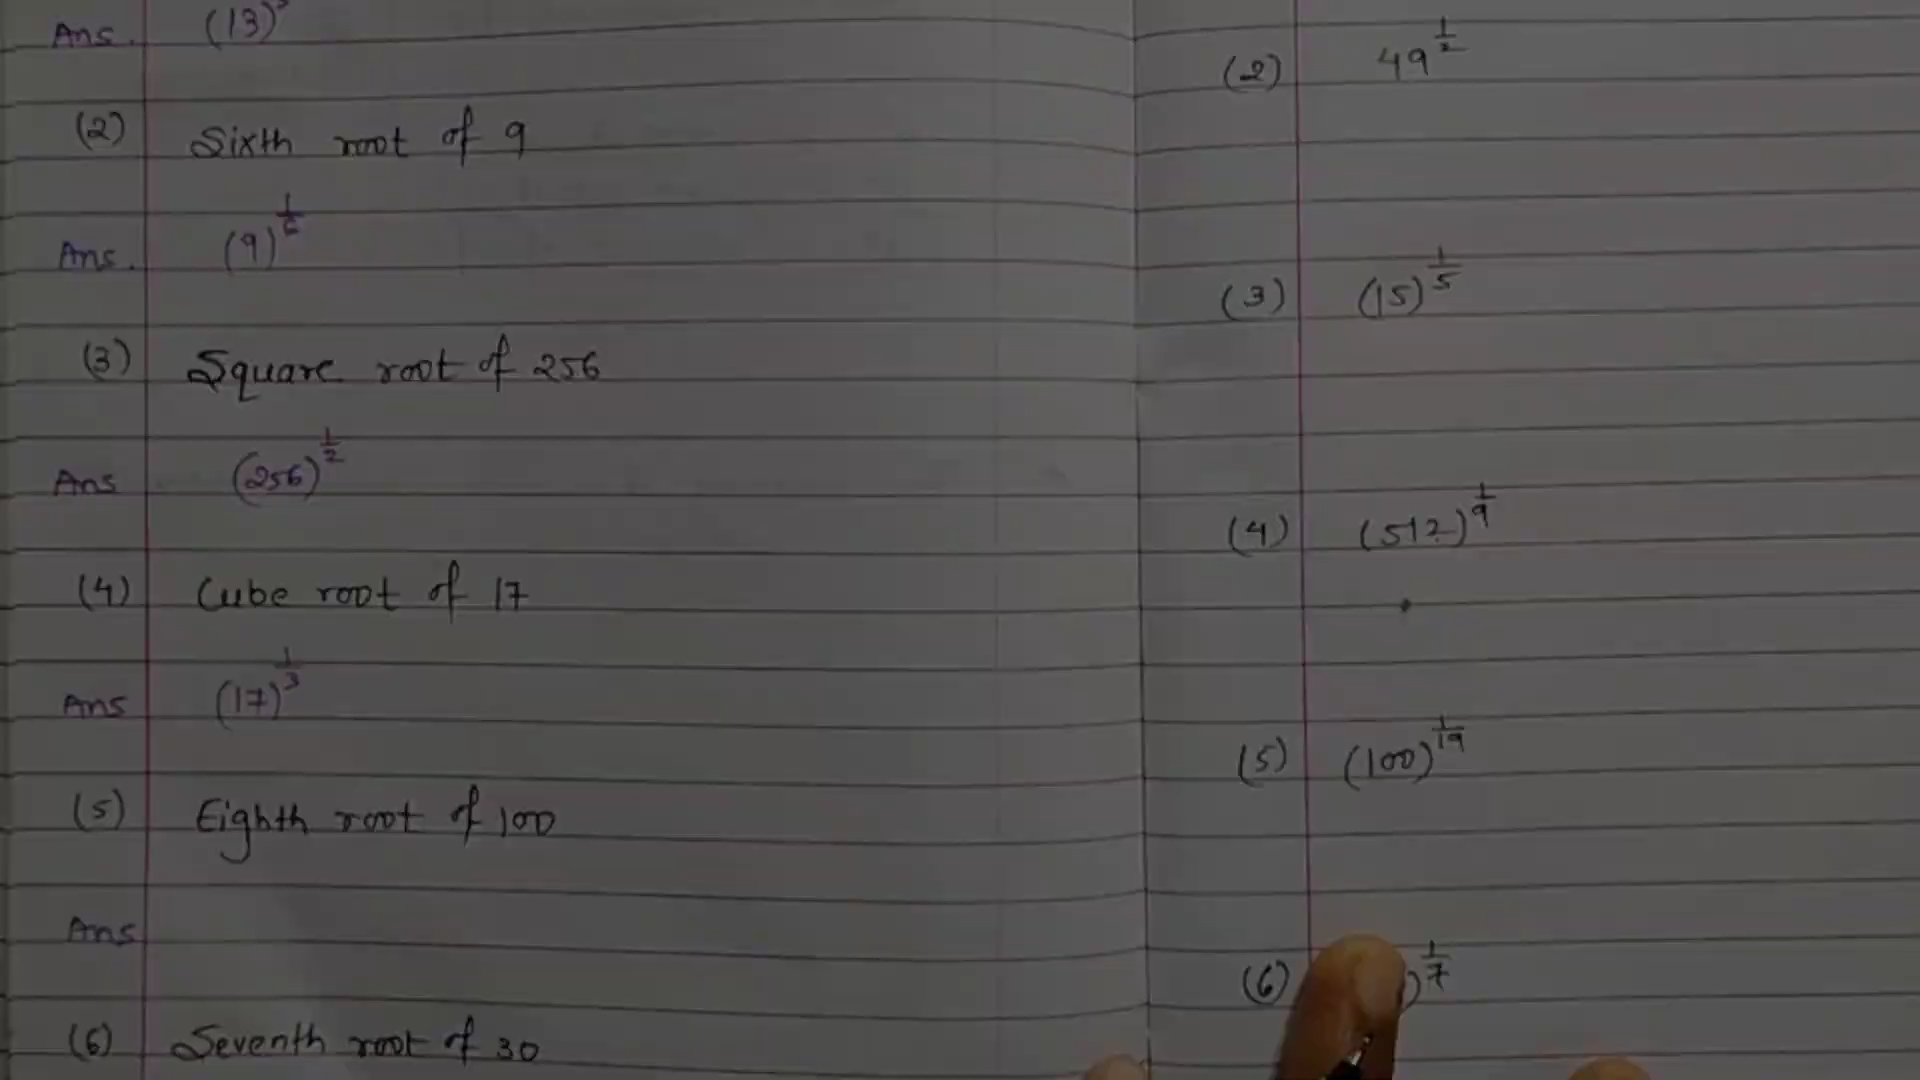 Ans. (13)
(2) Sixth root of 9
Ans. (9)^1/6
(3) Square root of 256
Ans (256)^1/2
(4) Cube root of 17
Ans (17)^1/3
(5) Eighth root of 100
Ans
(6) Seventh root of 30
(2) 49^1/2
(3) (15)^1/5
(4) (512)^1/9
(5) (100)^1/19
(6) )^1/7